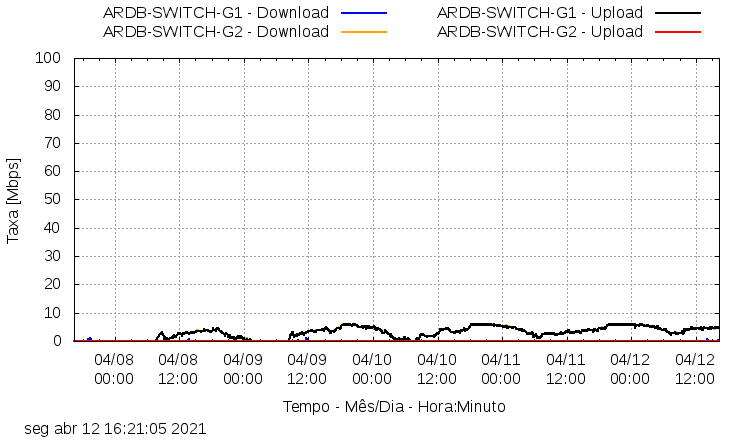 ARDB-SWITCH-G1 - Download
ARDB-SWITCH-G1 - Upload
ARDB-SWITCH-G2 - Download
ARDB-SWITCH-G2 - Upload
Taxa [Mbps]
100
90
80
70
60
50
40
30
20
10
0
04/08 04/08 04/09 04/09 04/10 04/10 04/11 04/11 04/12 04/12
00:00 12:00 00:00 12:00 00:00 12:00 00:00 12:00 00:00 12:00
Tempo - Mês/Dia - Hora:Minuto
seg abr 12 16:21:05 2021